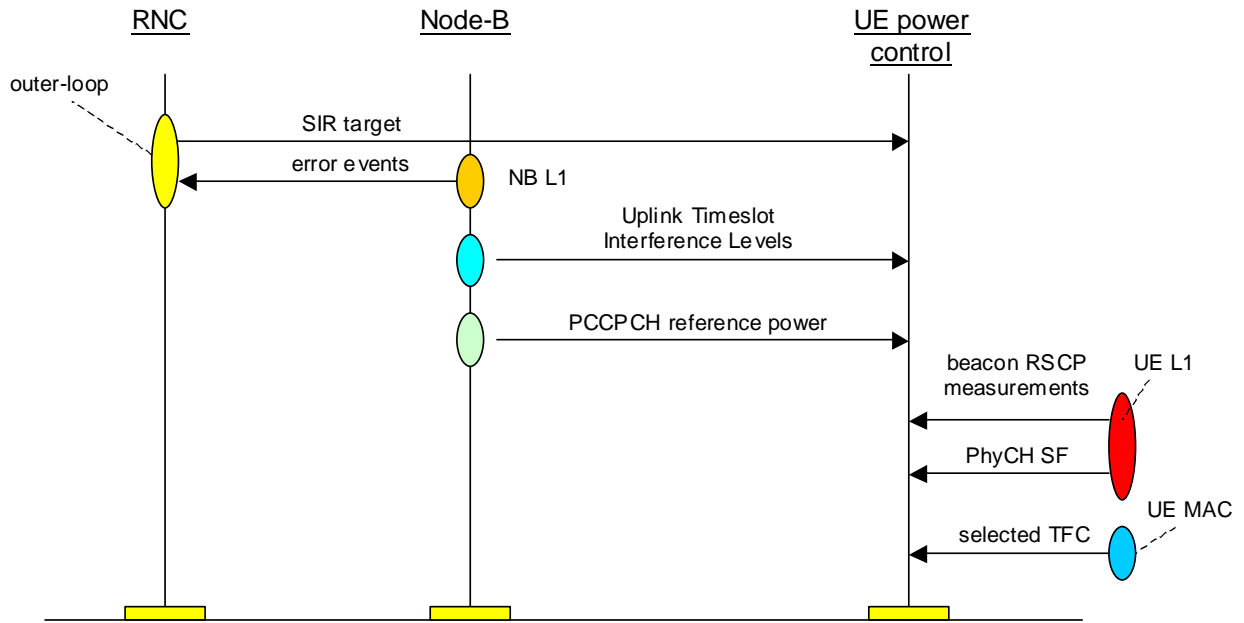 RNC
Node-B
UE power
control
outer-loop
SIR target
error events
NB L1
Uplink Timeslot
Interference Levels
PCCPCH reference power
beacon RSCP
measurements
UE L1
PhyCH SF
UE MAC
selected TFC